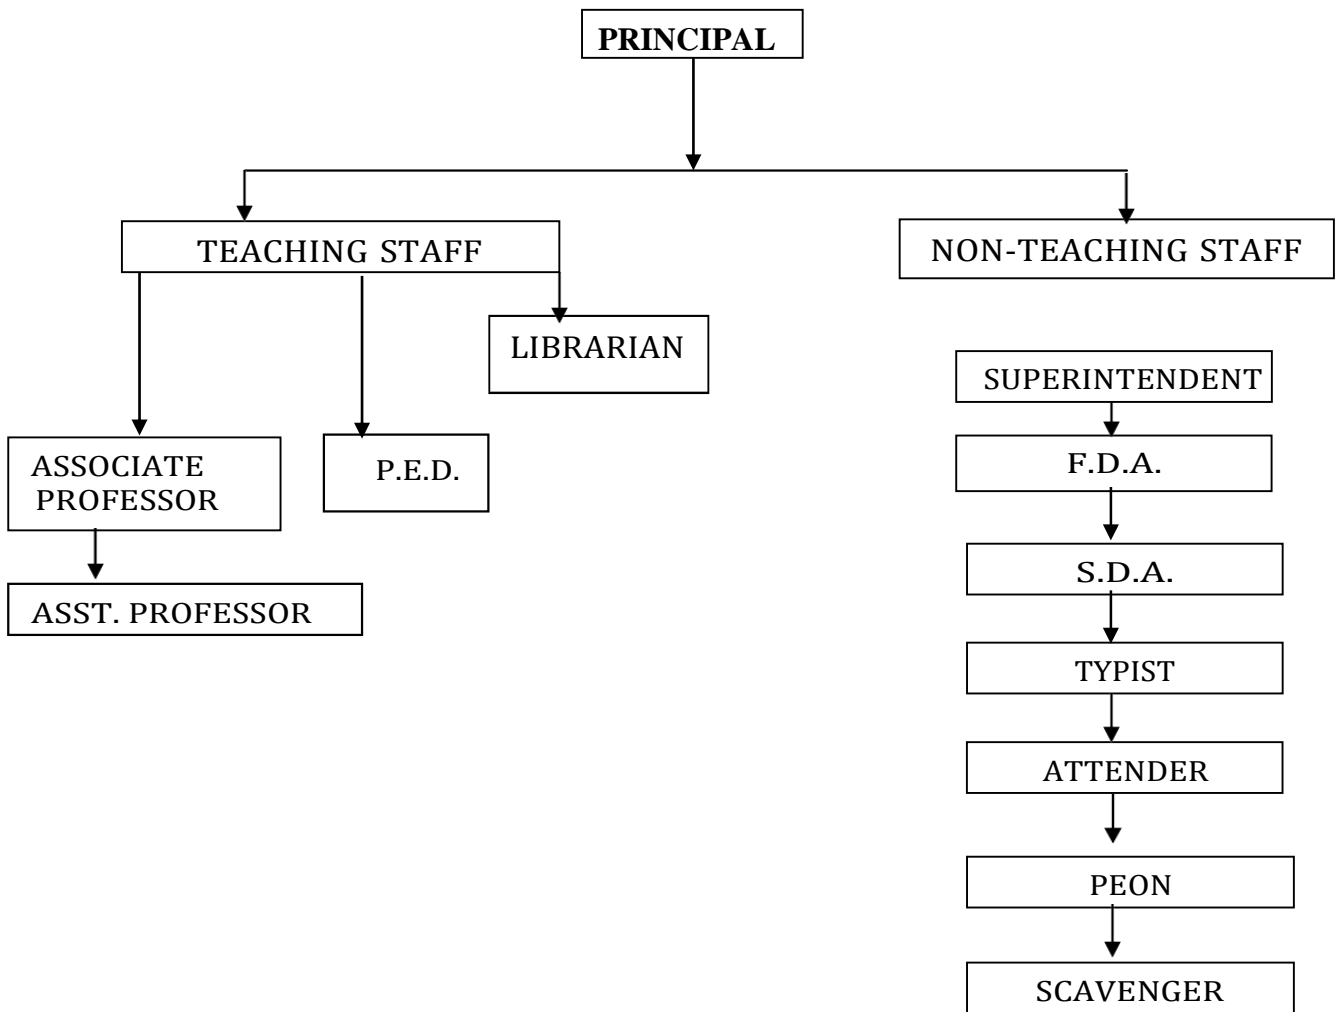 PRINCIPAL
TEACHING STAFF
NON-TEACHING STAFF
LIBRARIAN
SUPERINTENDENT
ASSOCIATE
PROFESSOR
P.E.D.
F.D.A.
S.D.A.
ASST. PROFESSOR
TYPIST
ATTENDER
PEON
SCAVENGER